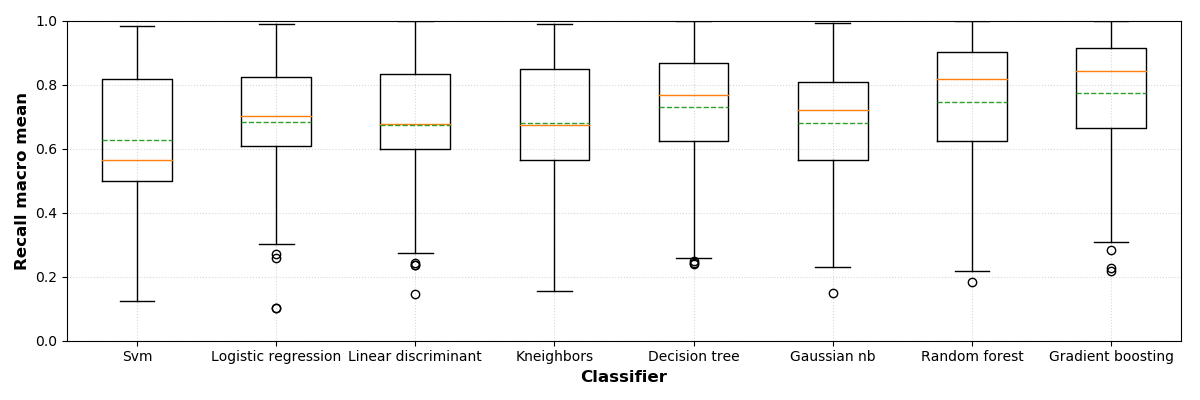 Recall macro mean
1.0
0.8
0.6
0.4
0.2
0.0
Svm Logistic regression Linear discriminant Kneighbors Decision tree Gaussian nb Random forest Gradient boosting
Classifier